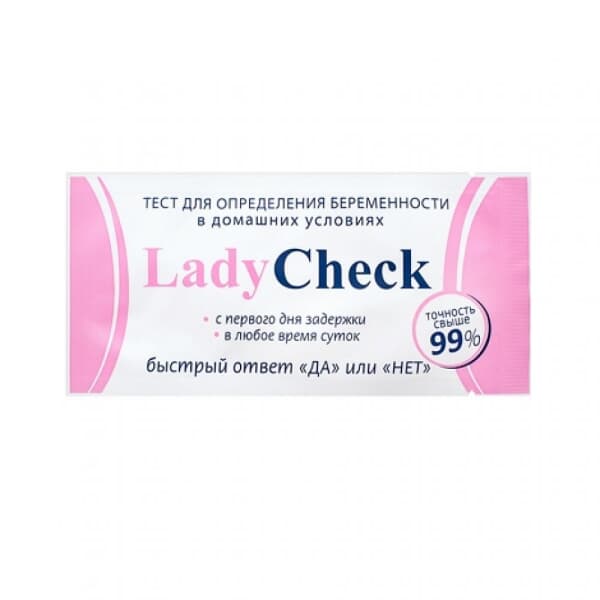 ТЕСТ ДЛЯ ОПРЕДЕЛЕНИЯ БЕРЕМЕННОСТИ
в домашних условиях
LadyCheck
• с первого дня задержки
• в любое время суток
точность
свыше
99%
быстрый ответ «ДА» или «НЕТ»